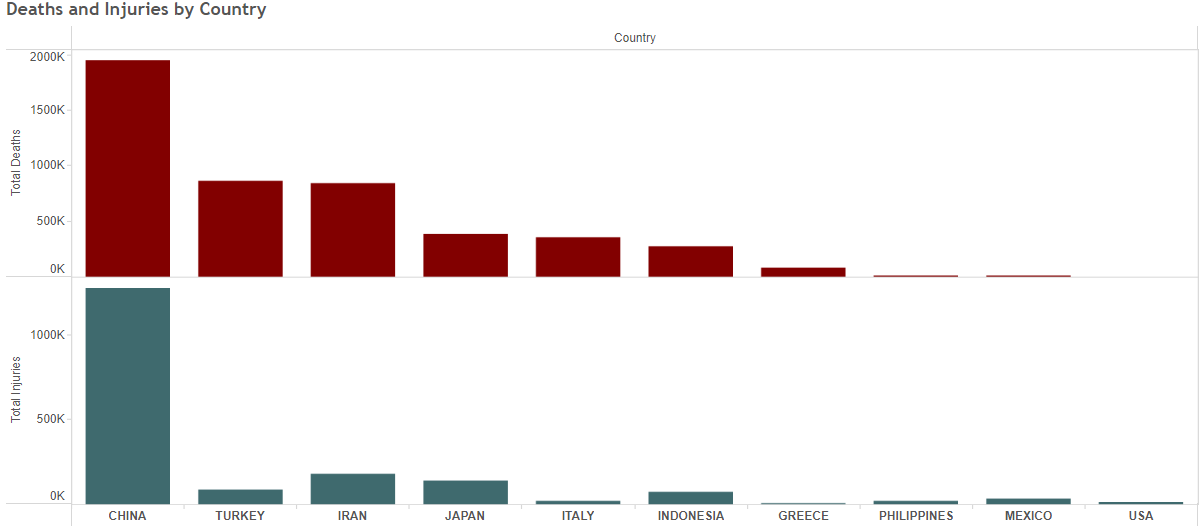 Deaths and Injuries by Country
Country
Total Deaths
2000K
1500K
1000K
500K
0K
Total Injuries
1000K
500K
0K
CHINA TURKEY IRAN JAPAN ITALY INDONESIA GREECE PHILIPPINES MEXICO USA